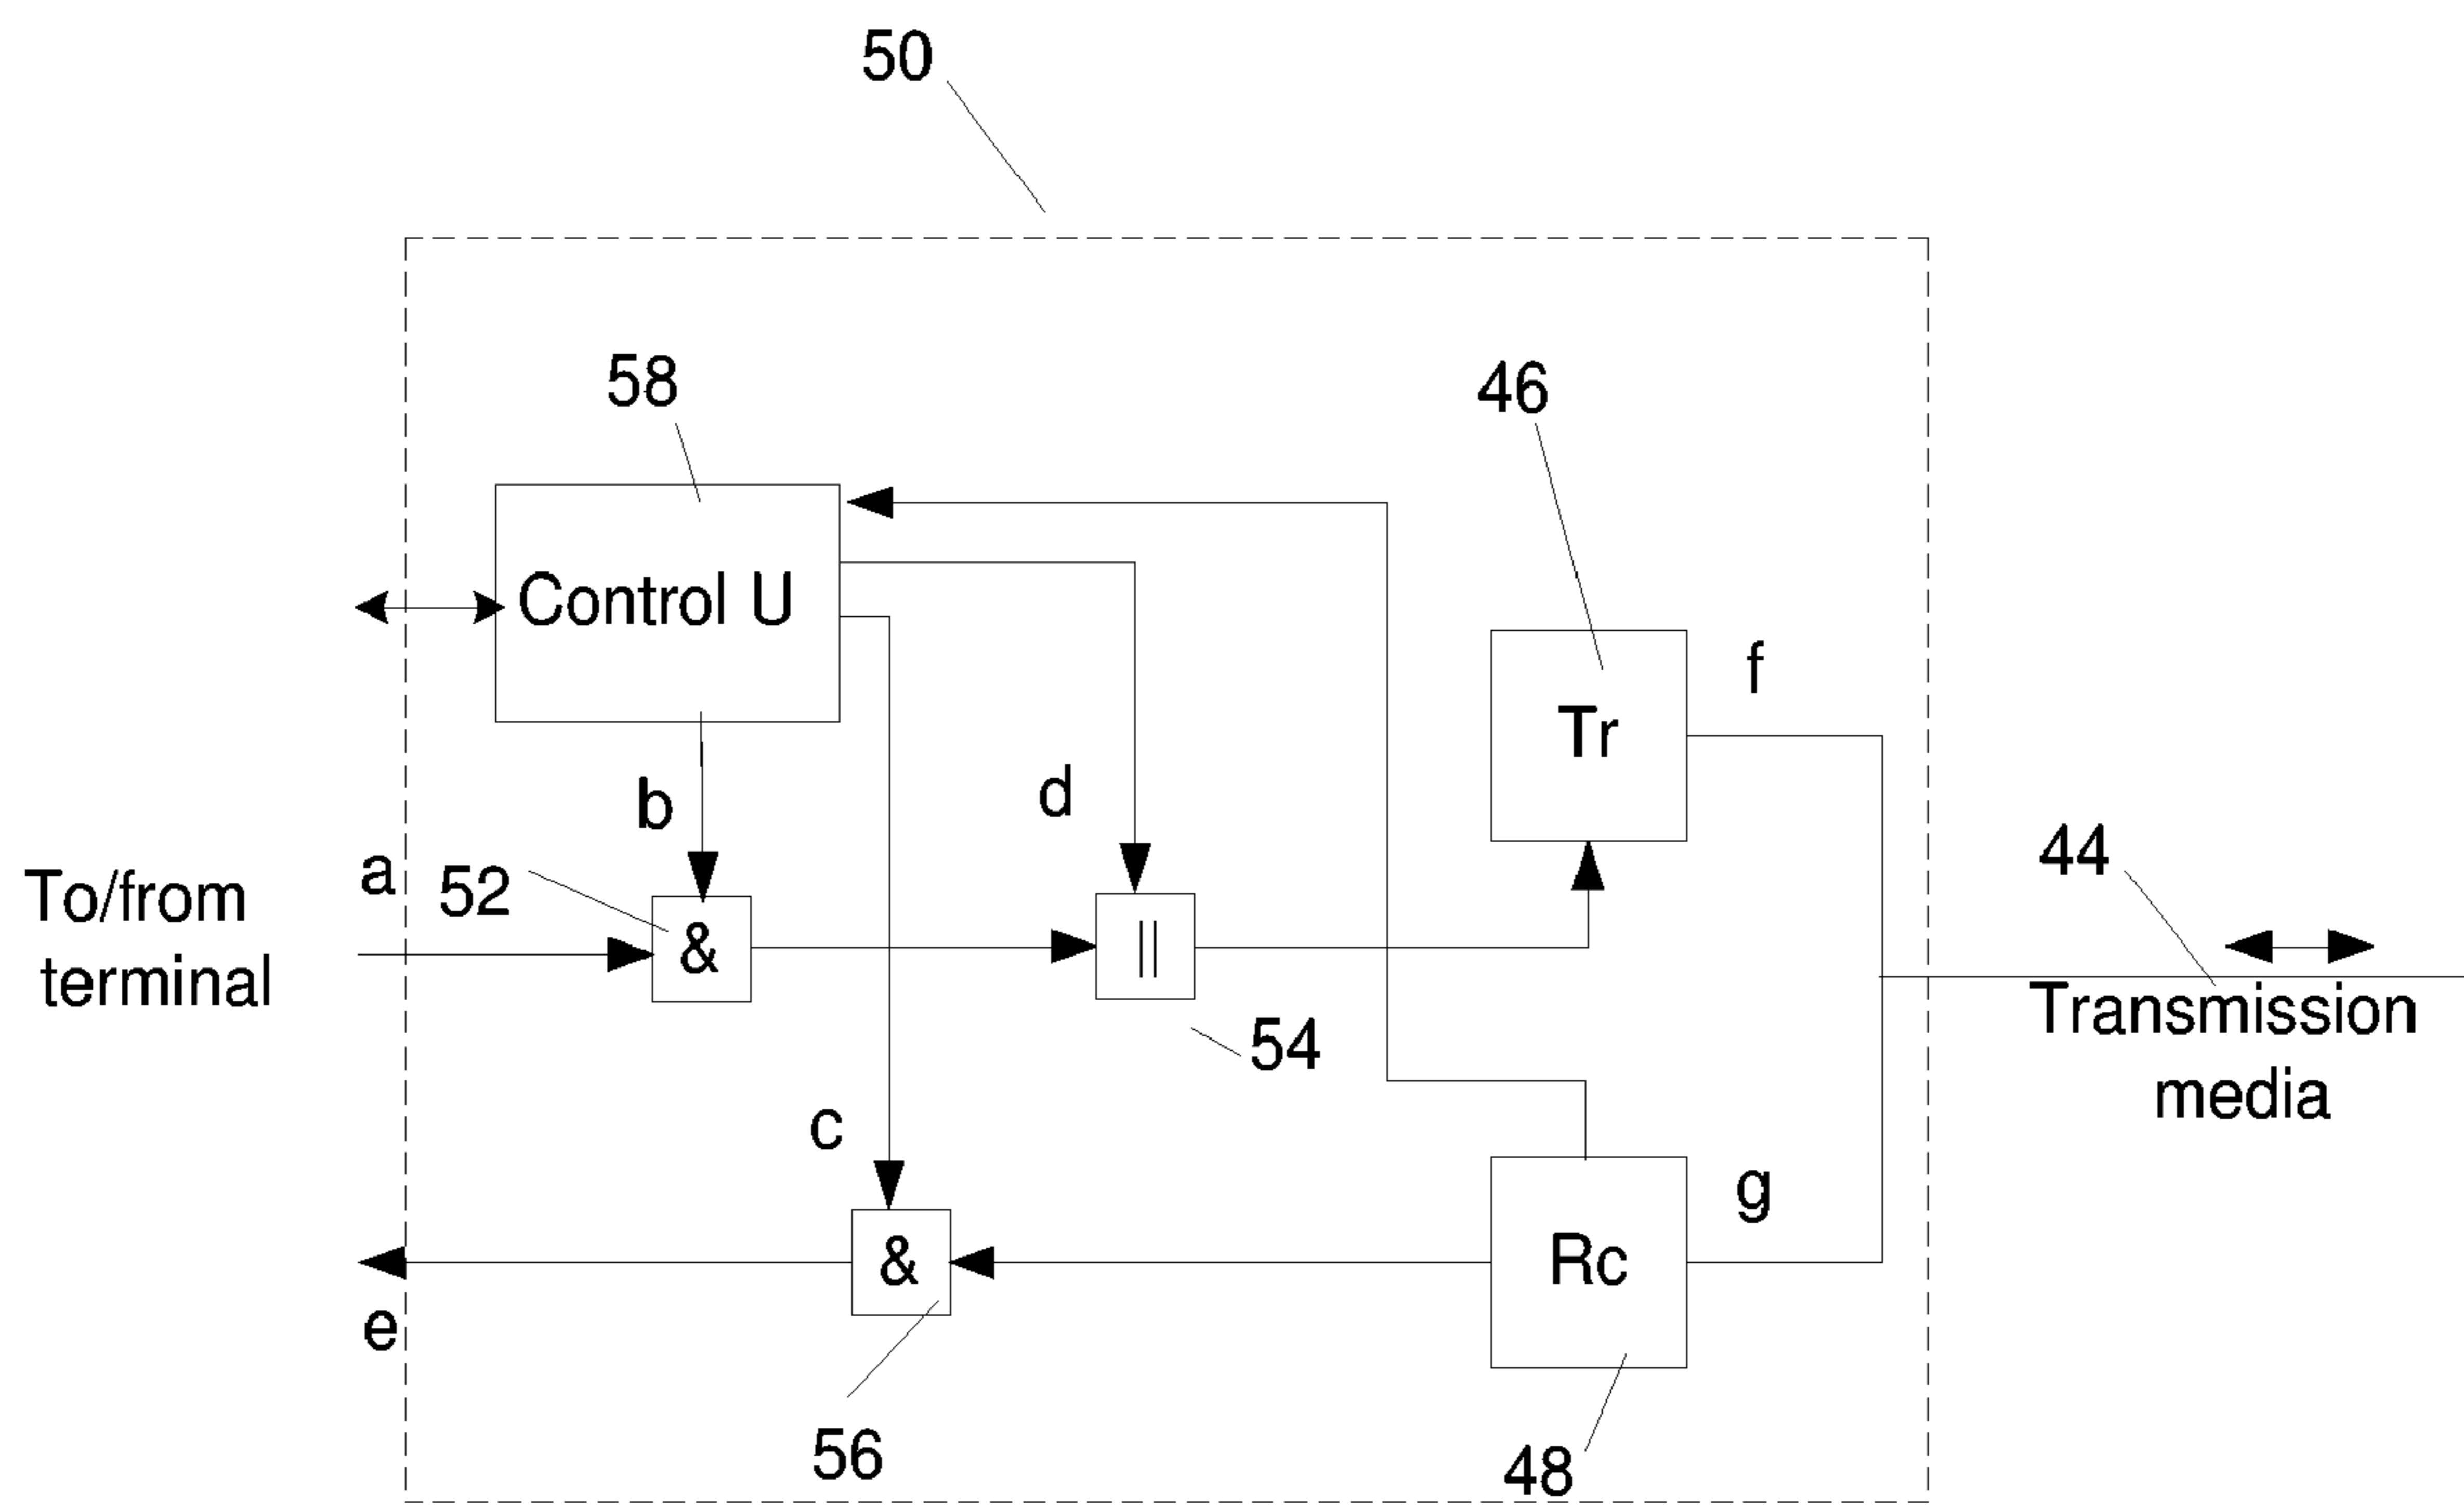 50
58
46
Control U
f
Tr
b
d
44
a
52
To/from
terminal
&
||
Transmission
media
54
c
g
&
Rc
e
56
48